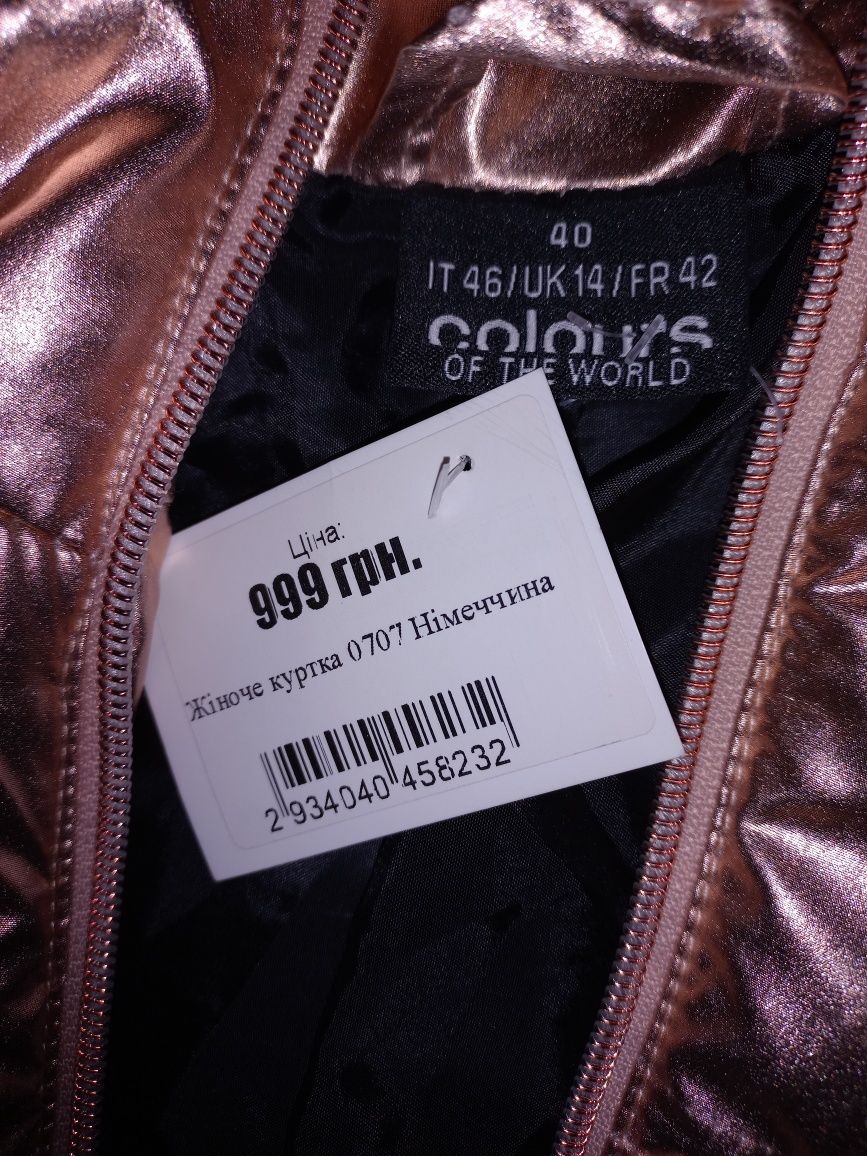 40
IT 46/UK 14/FR 42
colours
OF THE WORLD
Ціна:
999 грн.
Жіноче куртка 0707 Німеччина
2 934040 458232